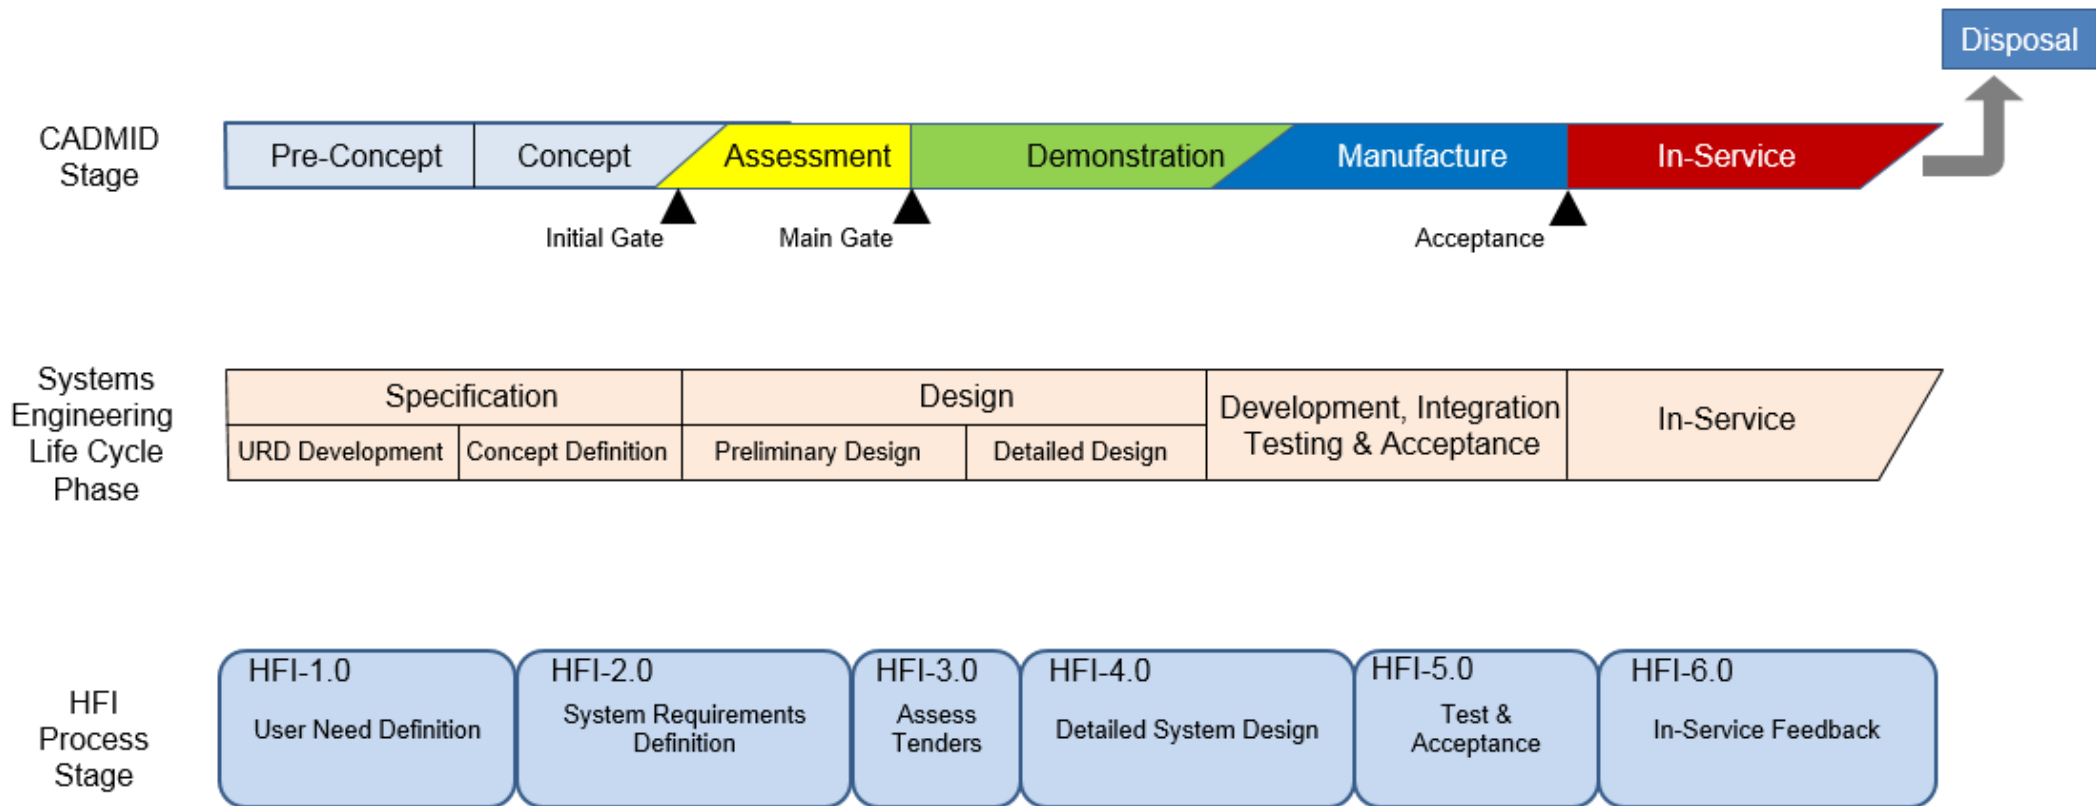 Disposal
CADMID
Stage
Pre-Concept
Concept
Assessment
Demonstration
Manufacture
In-Service
Initial Gate
Main Gate
Acceptance
Systems
Engineering
Life Cycle
Phase
Specification
Design
Development, Integration
Testing & Acceptance
In-Service
URD Development
Concept Definition
Preliminary Design
Detailed Design
HFI
Process
Stage
HFI-1.0
User Need Definition
HFI-2.0
System Requirements
Definition
HFI-3.0
Assess
Tenders
HFI-4.0
Detailed System Design
HFI-5.0
Test &
Acceptance
HFI-6.0
In-Service Feedback